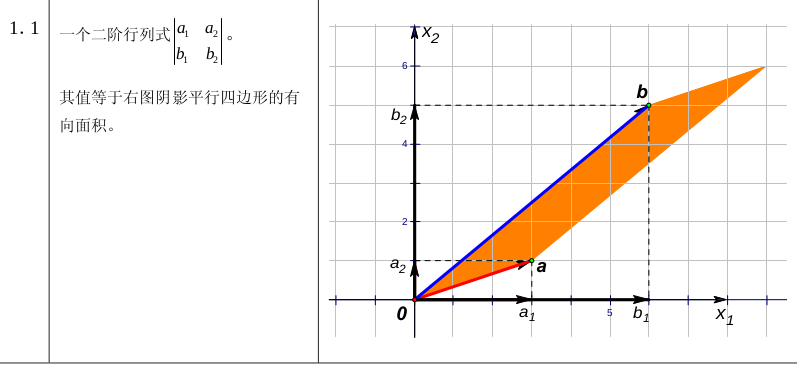 1.1
一个二阶行列式|a₁ a₂|。
|b₁ b₂|
其值等于右图阴影平行四边形的有
向面积。
x₂
6
b
b₂
4
2
a₂
a
0
a₁
5
b₁
x₁